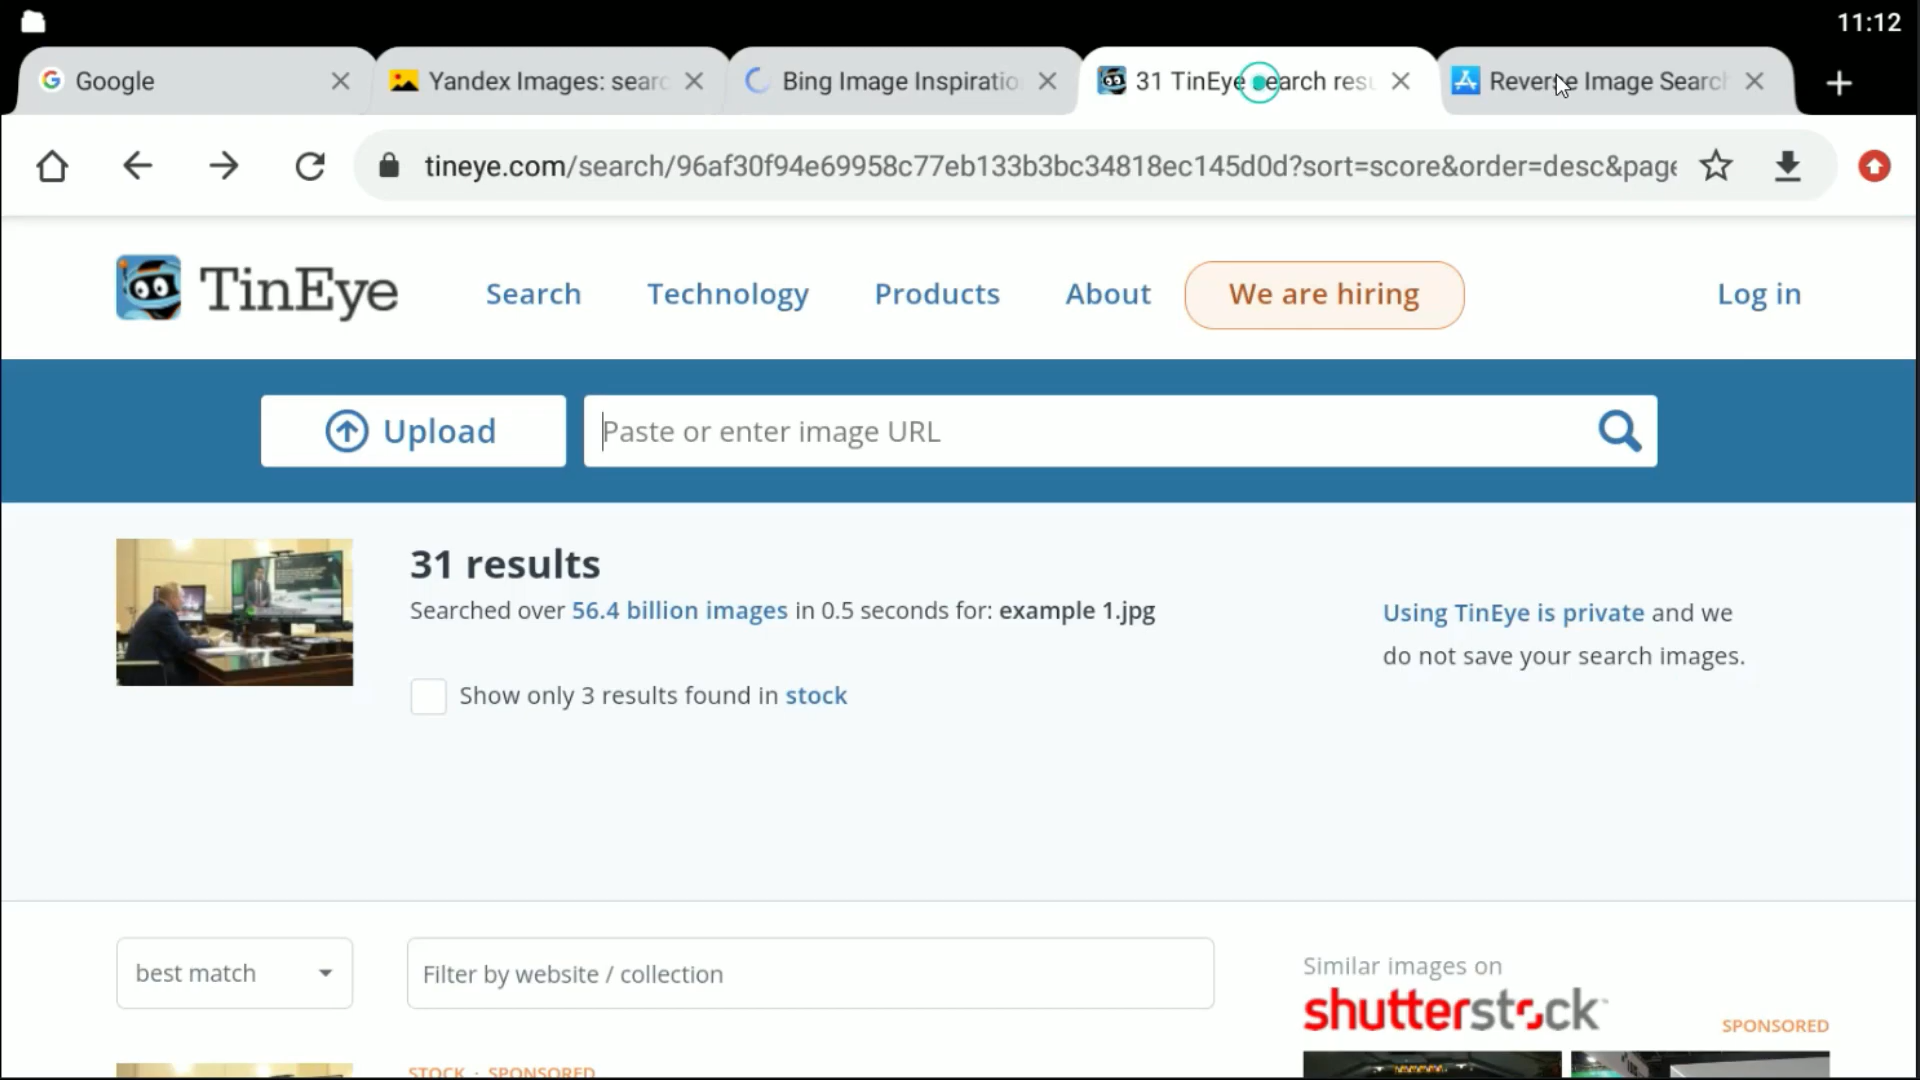 11:12
Google
Yandex Images: searc
Bing Image Inspiratio
31 TinEye search resu
Reverse Image Search
tineye.com/search/96af30f94e69958c77eb133b3bc34818ec145d0d?sort=score&order=desc&page
TinEye
Search
Technology
Products
About
We are hiring
Log in
Upload
Paste or enter image URL
31 results
Searched over 56.4 billion images in 0.5 seconds for: example 1.jpg
Using TinEye is private and we
do not save your search images.
Show only 3 results found in stock
best match
Filter by website / collection
Similar images on
shutterstock
SPONSORED
STOCK · SPONSORED